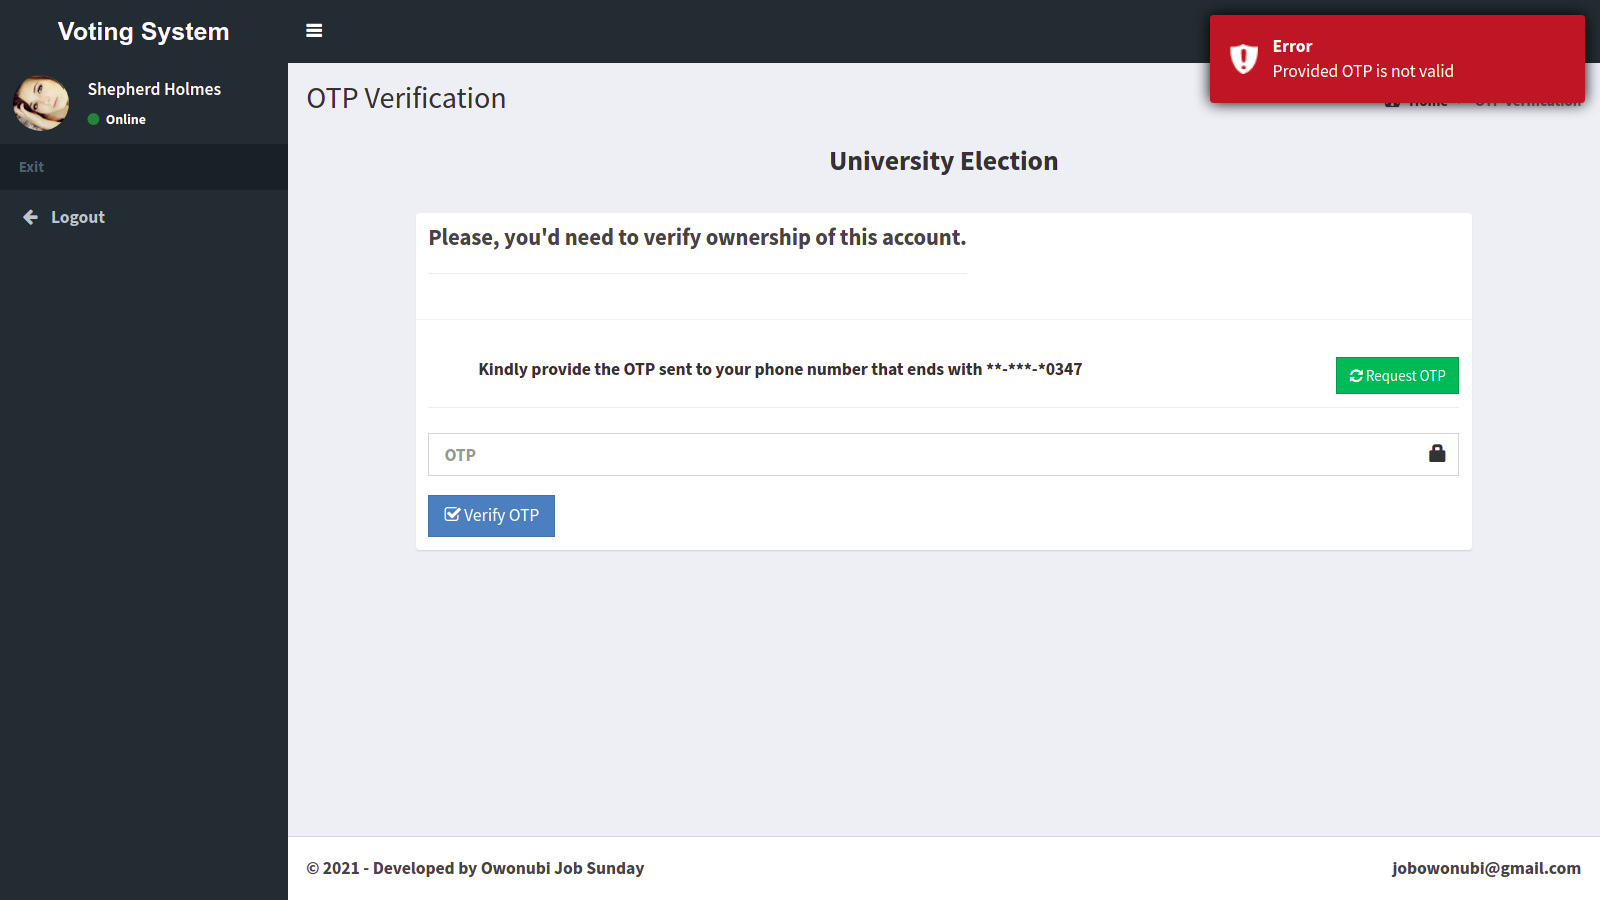 Voting System
Shepherd Holmes
Online
Exit
Logout
Error
Provided OTP is not valid
OTP Verification
University Election
Please, you'd need to verify ownership of this account.
Kindly provide the OTP sent to your phone number that ends with **-***-*0347
Request OTP
OTP
Verify OTP
© 2021 - Developed by Owonubi Job Sunday
jobowonubi@gmail.com